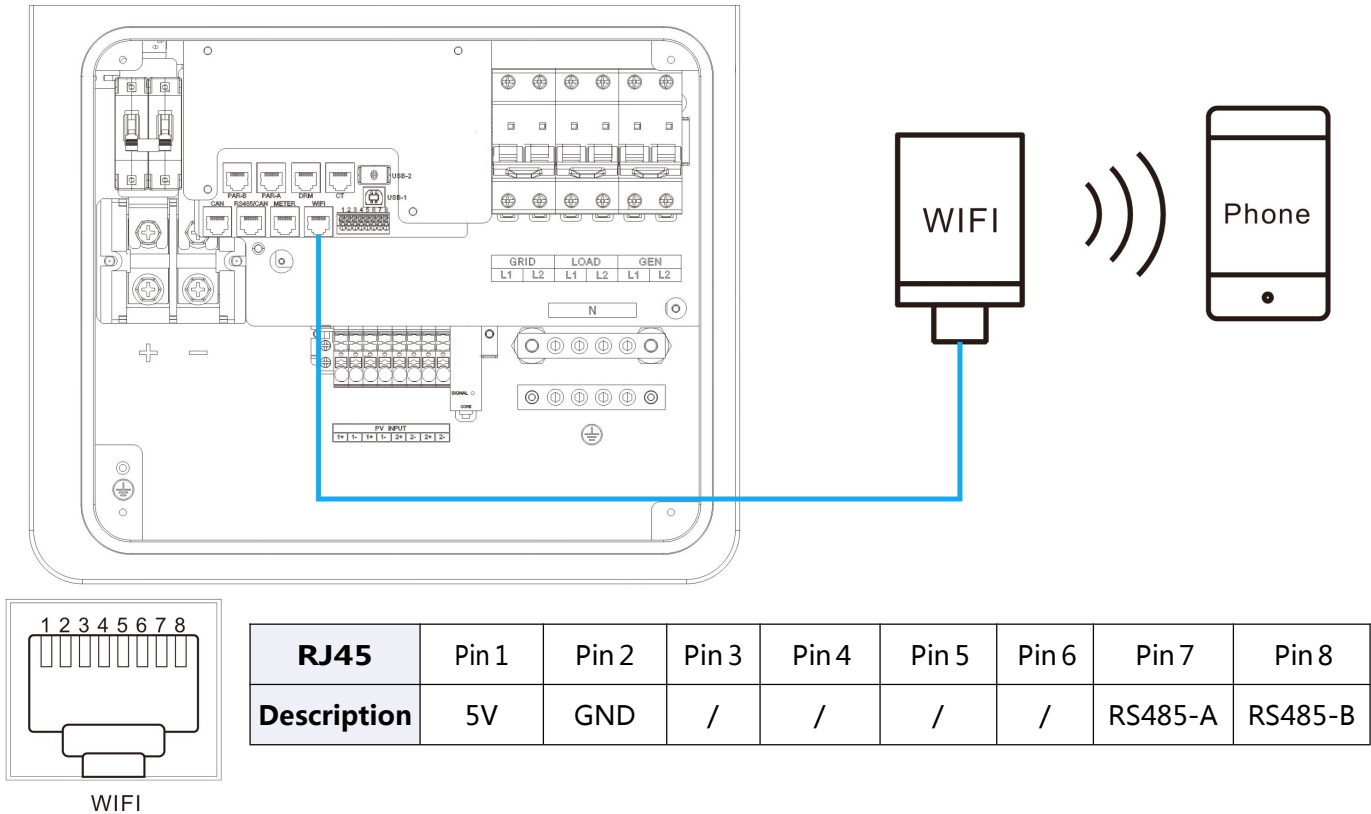 USB-2
PAR-B PAR-A DRM CT
USB-1
CAN RS485/CAN METER WIFI
1 2 3 4 5 6 7 8
GRID LOAD GEN
L1 L2 L1 L2 L1 L2
N
+ −
SIGNAL
CORE
PV INPUT
1+ 1- 1+ 1- 2+ 2- 2+ 2-
WIFI
Phone
1 2 3 4 5 6 7 8
WIFI
RJ45 Pin 1 Pin 2 Pin 3 Pin 4 Pin 5 Pin 6 Pin 7 Pin 8
Description 5V GND / / / / RS485-A RS485-B